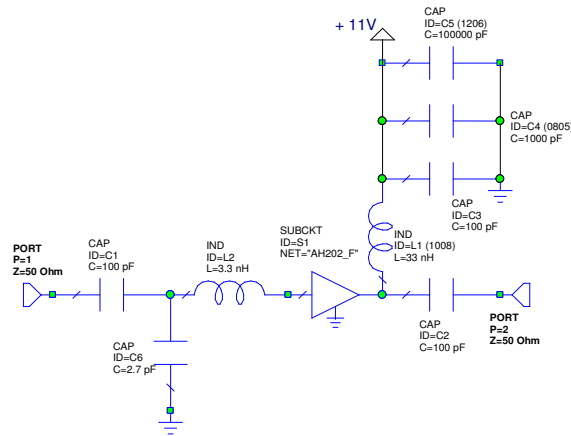 CAP
ID=C5 (1206)
C=100000 pF
+ 11V
CAP
ID=C4 (0805)
C=1000 pF
CAP
ID=C3
C=100 pF
SUBCKT
ID=S1
NET="AH202_F"
IND
ID=L1 (1008)
L=33 nH
IND
ID=L2
L=3.3 nH
CAP
ID=C1
C=100 pF
PORT
P=1
Z=50 Ohm
CAP
ID=C2
C=100 pF
PORT
P=2
Z=50 Ohm
CAP
ID=C6
C=2.7 pF